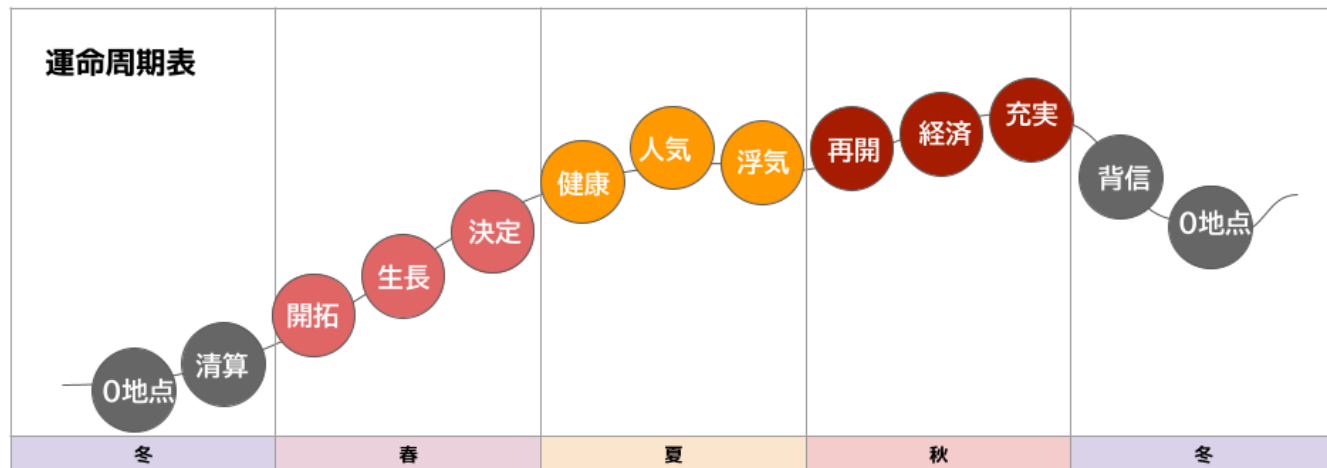 運命周期表
0地点
清算
開拓
生長
決定
健康
人気
浮気
再開
経済
充実
背信
0地点
冬
春
夏
秋
冬